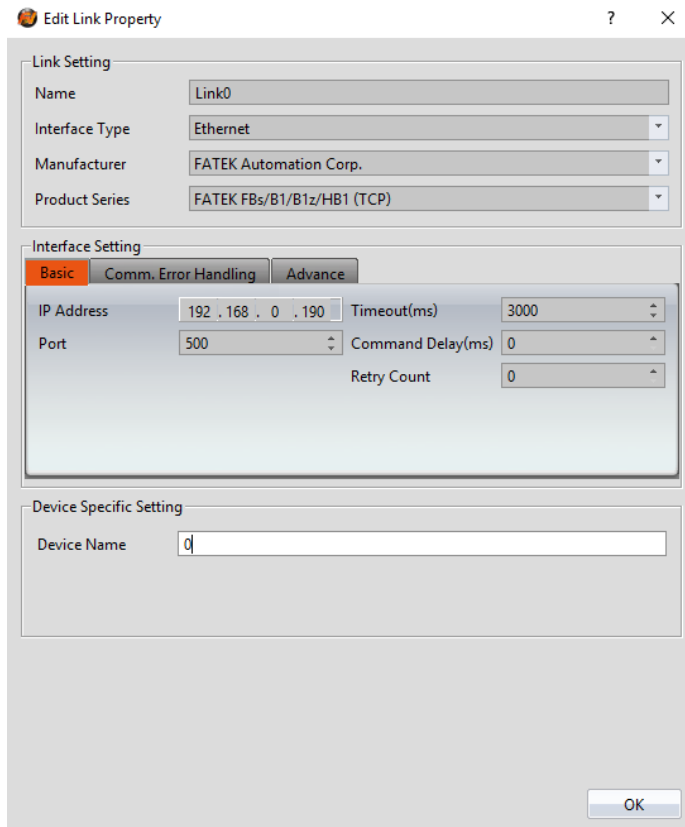 Edit Link Property
Link Setting
Name Link0
Interface Type Ethernet
Manufacturer FATEK Automation Corp.
Product Series FATEK FBs/B1/B1z/HB1 (TCP)
Interface Setting
Basic Comm. Error Handling Advance
IP Address 192 . 168 . 0 . 190 Timeout(ms) 3000
Port 500 Command Delay(ms) 0
Retry Count 0
Device Specific Setting
Device Name 0
OK